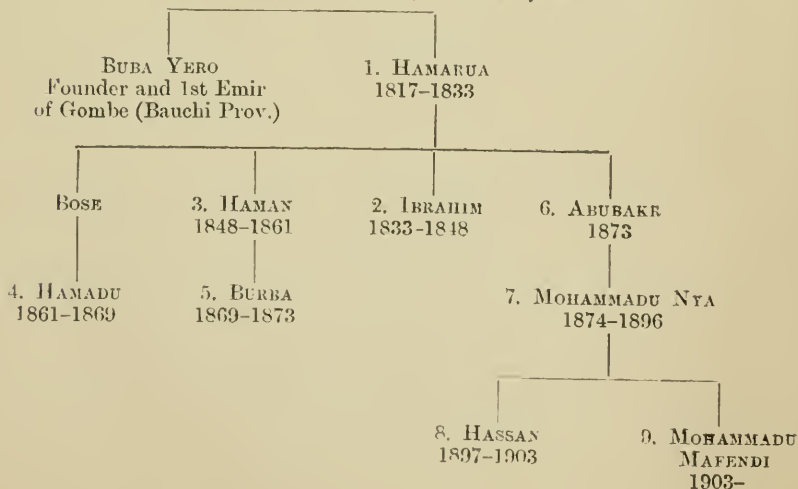 BUBA YERO
Founder and 1st Emir
of Gombe (Bauchi Prov.)
1. HAMARUA
1817–1833
BOSE
3. HAMAN
1848–1861
2. IBRAHIM
1833–1848
6. ABUBAKR
1873
4. HAMADU
1861–1869
5. BURBA
1869–1873
7. MOHAMMADU NYA
1874–1896
8. HASSAN
1897–1903
9. MOHAMMADU
MAFENDI
1903–